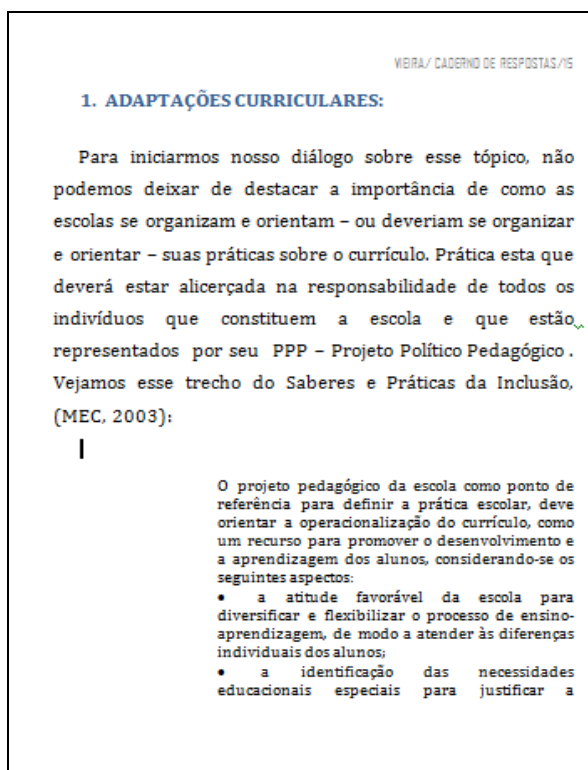 VIEIRA/ CADERNO DE RESPOSTAS/15
1. ADAPTAÇÕES CURRICULARES:
Para iniciarmos nosso diálogo sobre esse tópico, não
podemos deixar de destacar a importância de como as
escolas se organizam e orientam – ou deveriam se organizar
e orientar – suas práticas sobre o currículo. Prática esta que
deverá estar alicerçada na responsabilidade de todos os
indivíduos que constituem a escola e que estão
representados por seu PPP – Projeto Político Pedagógico .
Vejamos esse trecho do Saberes e Práticas da Inclusão,
(MEC, 2003):
O projeto pedagógico da escola como ponto de
referência para definir a prática escolar, deve
orientar a operacionalização do currículo, como
um recurso para promover o desenvolvimento e
a aprendizagem dos alunos, considerando-se os
seguintes aspectos:
• a atitude favorável da escola para
diversificar e flexibilizar o processo de ensino-
aprendizagem, de modo a atender às diferenças
individuais dos alunos;
• a identificação das necessidades
educacionais especiais para justificar a